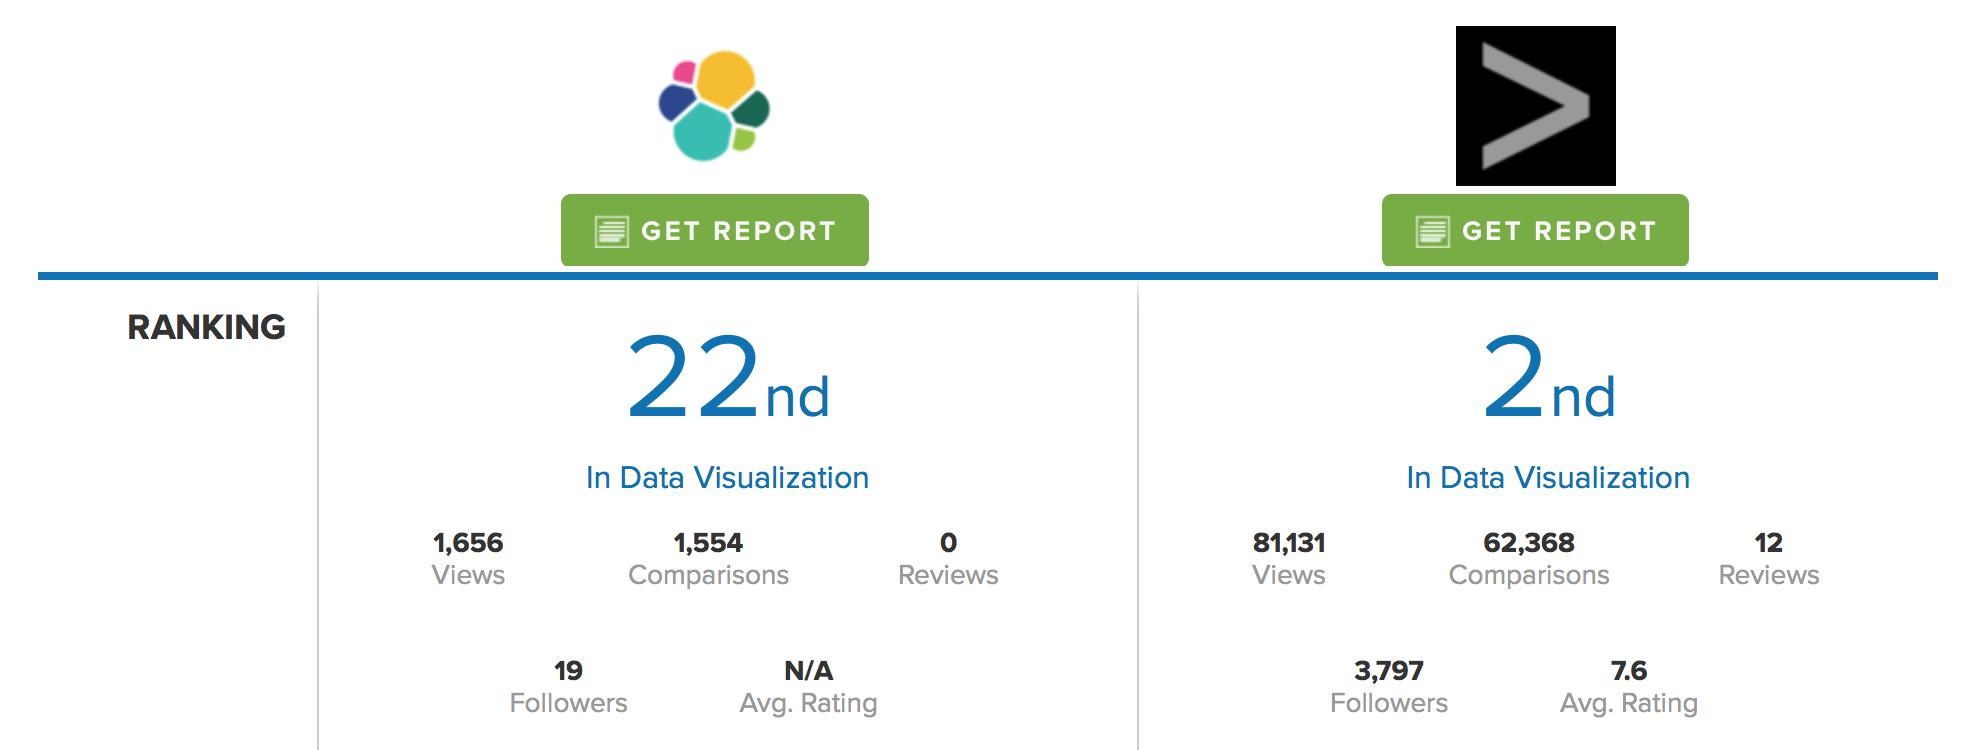 GET REPORT
GET REPORT
RANKING
22nd
In Data Visualization
1,656
Views
1,554
Comparisons
0
Reviews
19
Followers
N/A
Avg. Rating
2nd
In Data Visualization
81,131
Views
62,368
Comparisons
12
Reviews
3,797
Followers
7.6
Avg. Rating